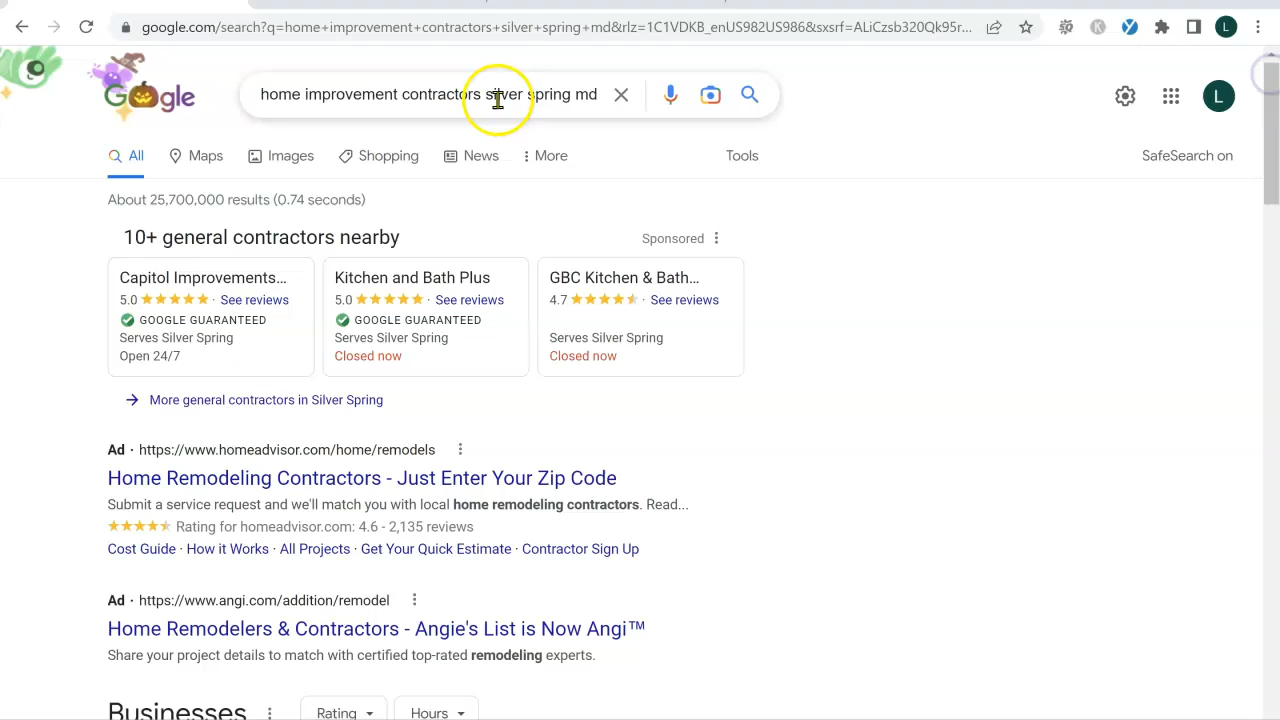 google.com/search?q=home+improvement+contractors+silver+spring+md&rlz=1C1VDKB_enUS982US986&sxsrf=ALiCzsb320Qk95r...
K
L
Google
home improvement contractors silver spring md
L
All
Maps
Images
Shopping
News
More
Tools
SafeSearch on
About 25,700,000 results (0.74 seconds)
10+ general contractors nearby
Sponsored
Capitol Improvements...
5.0 · See reviews
GOOGLE GUARANTEED
Serves Silver Spring
Open 24/7
Kitchen and Bath Plus
5.0 · See reviews
GOOGLE GUARANTEED
Serves Silver Spring
Closed now
GBC Kitchen & Bath...
4.7 · See reviews
Serves Silver Spring
Closed now
More general contractors in Silver Spring
Ad · https://www.homeadvisor.com/home/remodels
Home Remodeling Contractors - Just Enter Your Zip Code
Submit a service request and we'll match you with local home remodeling contractors. Read...
Rating for homeadvisor.com: 4.6 - 2,135 reviews
Cost Guide · How it Works · All Projects · Get Your Quick Estimate · Contractor Sign Up
Ad · https://www.angi.com/addition/remodel
Home Remodelers & Contractors - Angie's List is Now Angi™
Share your project details to match with certified top-rated remodeling experts.
Businesses
Rating
Hours